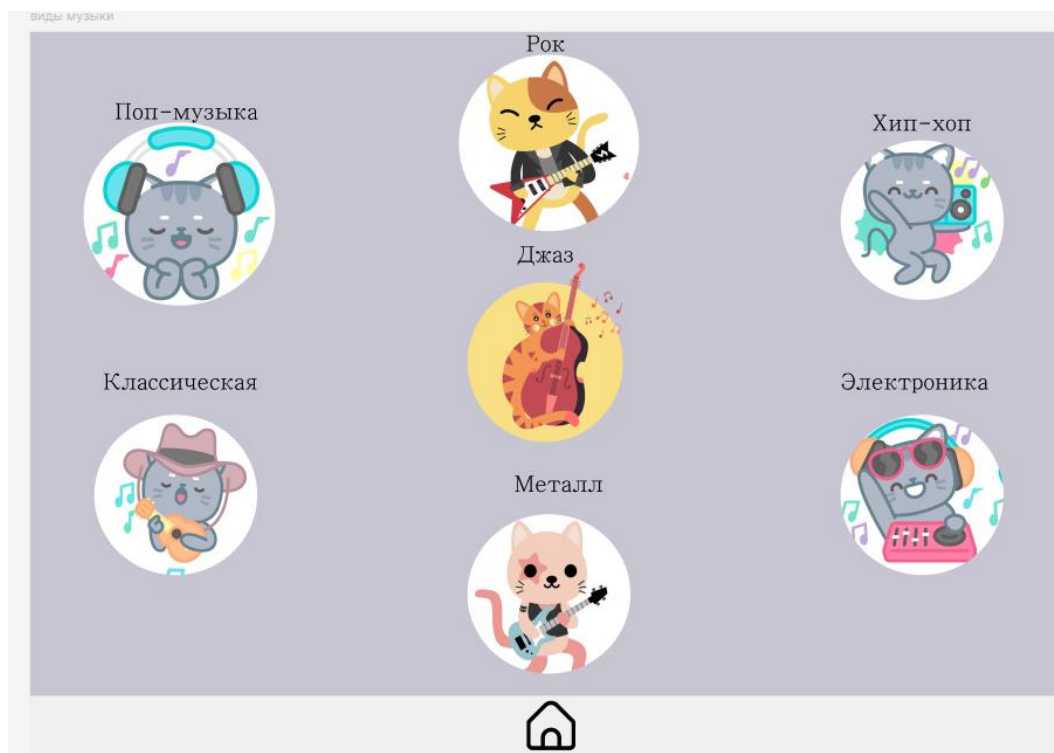 виды музыки
Рок
Поп-музыка
Хип-хоп
Джаз
Классическая
Электроника
Металл